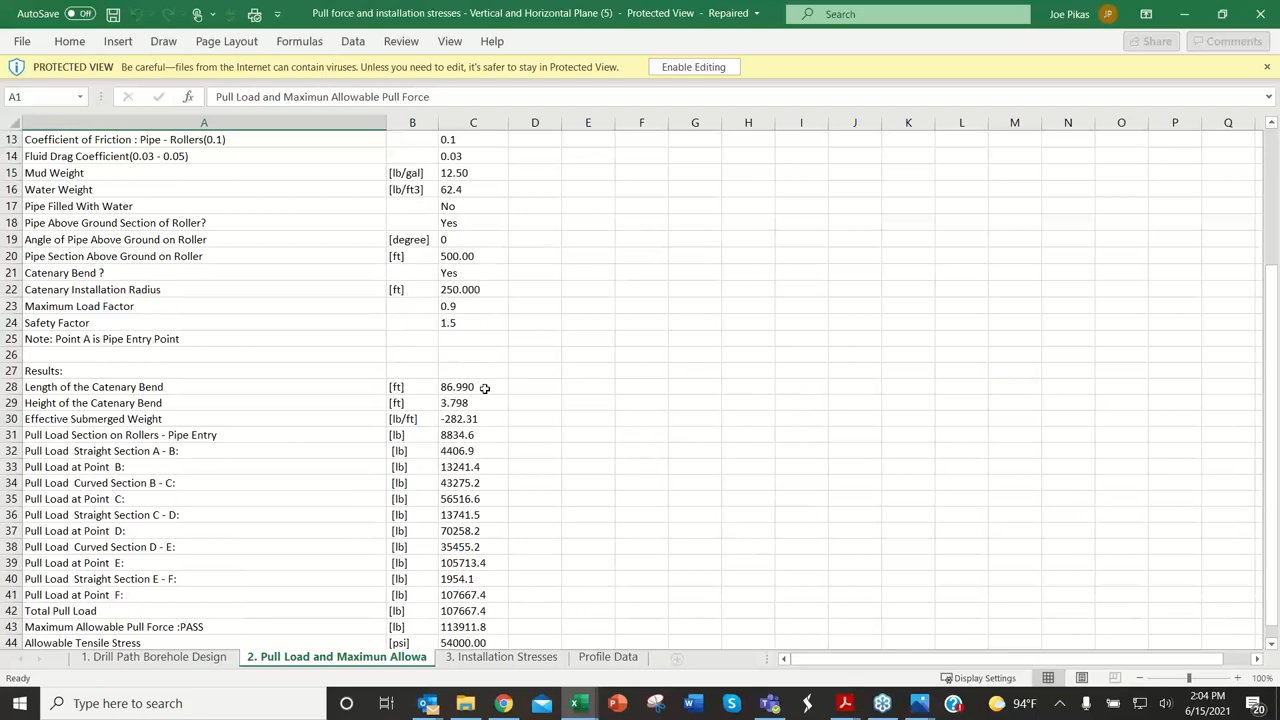 AutoSave Off Pull force and installation stresses - Vertical and Horizontal Plane (5) - Protected View - Repaired Search Joe Pikas JP
File Home Insert Draw Page Layout Formulas Data Review View Help Share Comments
PROTECTED VIEW Be careful—files from the Internet can contain viruses. Unless you need to edit, it's safer to stay in Protected View. Enable Editing
A1 fx Pull Load and Maximun Allowable Pull Force
A B C D E F G H I J K L M N O P Q
13 Coefficient of Friction : Pipe - Rollers(0.1) 0.1
14 Fluid Drag Coefficient(0.03 - 0.05) 0.03
15 Mud Weight [lb/gal] 12.50
16 Water Weight [lb/ft3] 62.4
17 Pipe Filled With Water No
18 Pipe Above Ground Section of Roller? Yes
19 Angle of Pipe Above Ground on Roller [degree] 0
20 Pipe Section Above Ground on Roller [ft] 500.00
21 Catenary Bend ? Yes
22 Catenary Installation Radius [ft] 250.000
23 Maximum Load Factor 0.9
24 Safety Factor 1.5
25 Note: Point A is Pipe Entry Point
26
27 Results:
28 Length of the Catenary Bend [ft] 86.990
29 Height of the Catenary Bend [ft] 3.798
30 Effective Submerged Weight [lb/ft] -282.31
31 Pull Load Section on Rollers - Pipe Entry [lb] 8834.6
32 Pull Load Straight Section A - B: [lb] 4406.9
33 Pull Load at Point B: [lb] 13241.4
34 Pull Load Curved Section B - C: [lb] 43275.2
35 Pull Load at Point C: [lb] 56516.6
36 Pull Load Straight Section C - D: [lb] 13741.5
37 Pull Load at Point D: [lb] 70258.2
38 Pull Load Curved Section D - E: [lb] 35455.2
39 Pull Load at Point E: [lb] 105713.4
40 Pull Load Straight Section E - F: [lb] 1954.1
41 Pull Load at Point F: [lb] 107667.4
42 Total Pull Load [lb] 107667.4
43 Maximum Allowable Pull Force :PASS [lb] 113911.8
44 Allowable Tensile Stress [psi] 54000.00
1. Drill Path Borehole Design 2. Pull Load and Maximun Allowa 3. Installation Stresses Profile Data
Ready Display Settings 100%
Type here to search 94°F 2:04 PM
6/15/2021 20